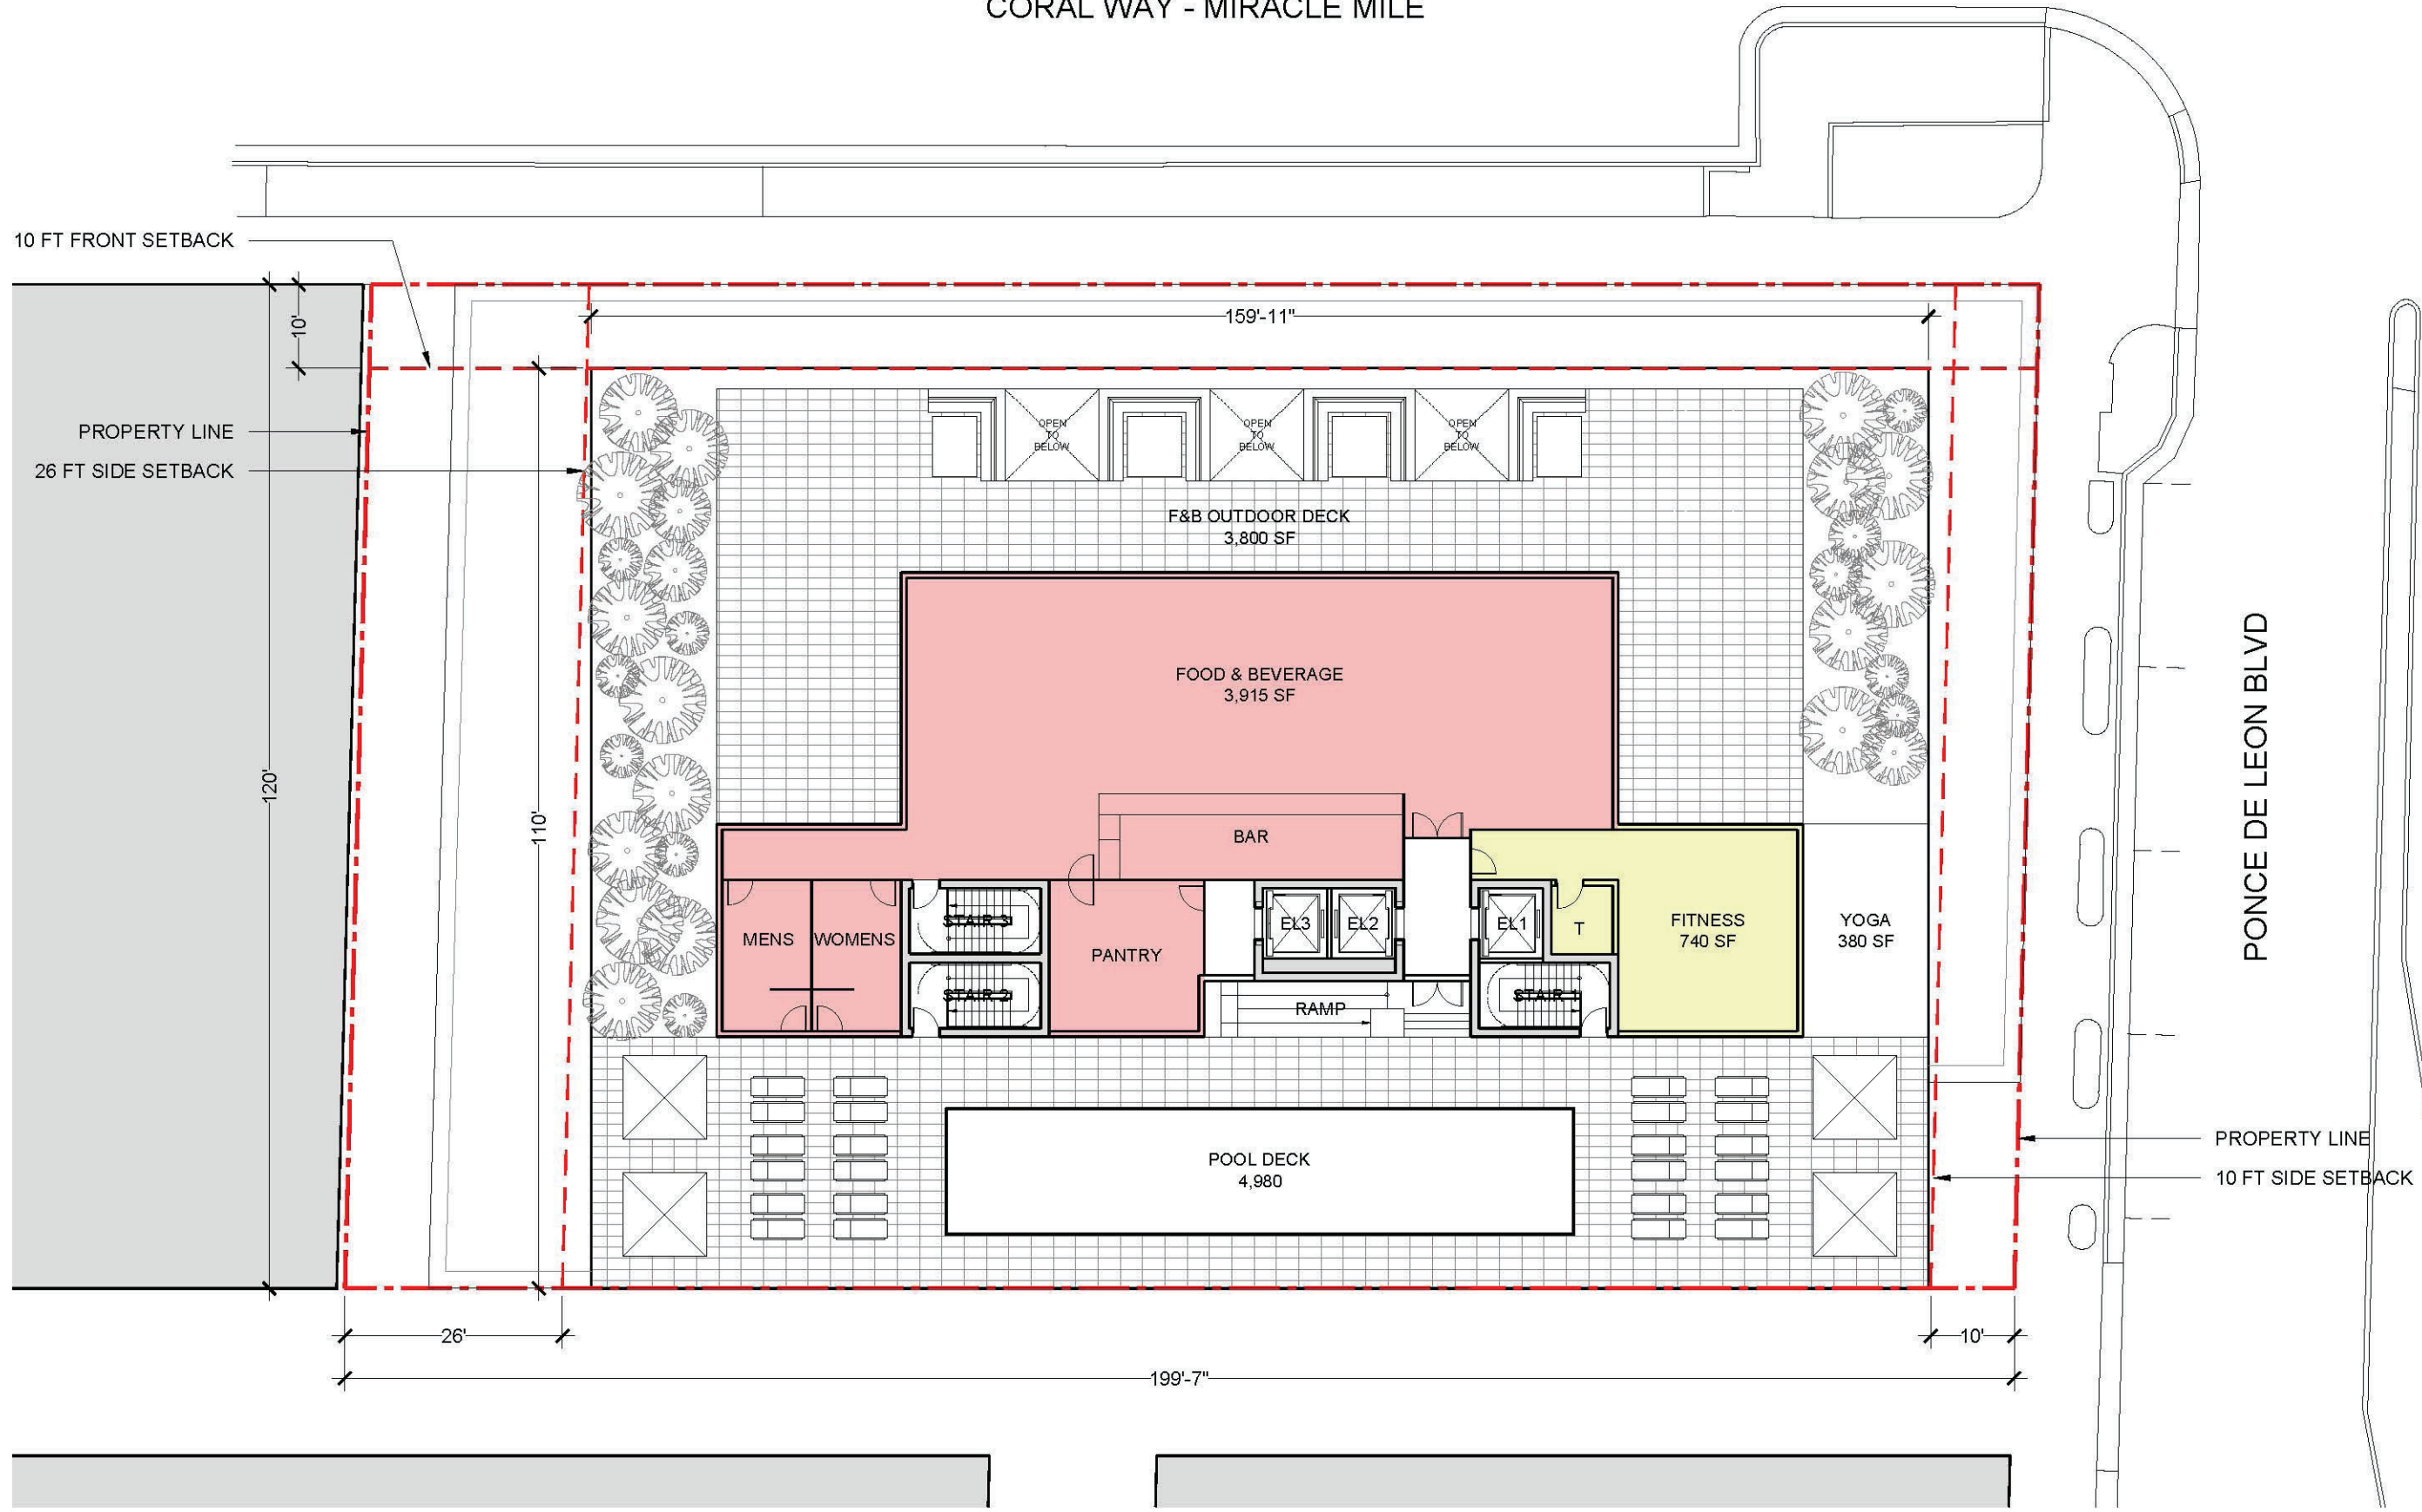 CORAL WAY - MIRACLE MILE
10 FT FRONT SETBACK
10'
159'-11"
PROPERTY LINE
26 FT SIDE SETBACK
OPEN
TO
BELOW
OPEN
TO
BELOW
OPEN
TO
BELOW
F&B OUTDOOR DECK
3,800 SF
FOOD & BEVERAGE
3,915 SF
120'
110'
BAR
MENS
WOMENS
STAIR 3
STAIR 2
PANTRY
EL3
EL2
EL1
T
FITNESS
740 SF
YOGA
380 SF
STAIR 1
RAMP
PONCE DE LEON BLVD
POOL DECK
4,980
PROPERTY LINE
10 FT SIDE SETBACK
26'
10'
199'-7"